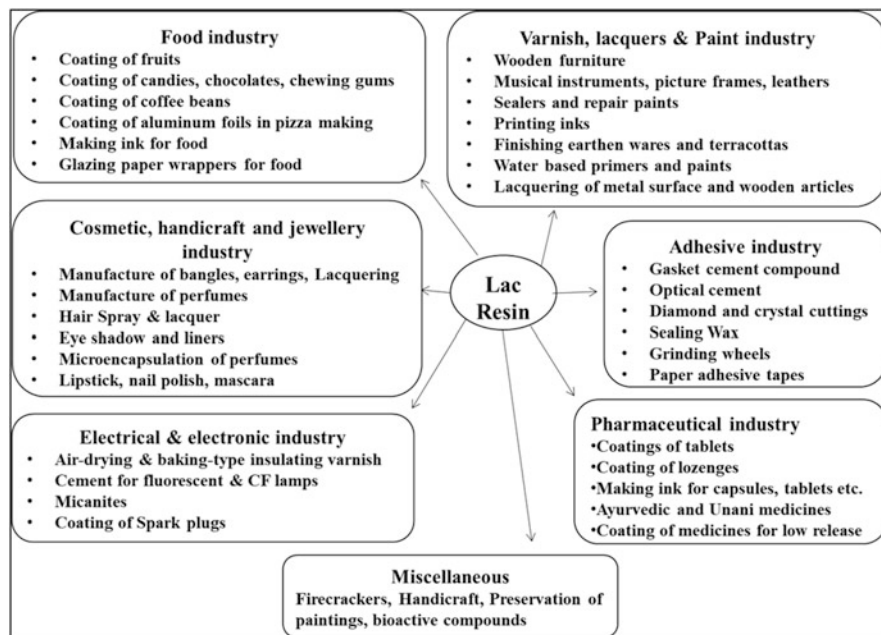 Food industry
• Coating of fruits
• Coating of candies, chocolates, chewing gums
• Coating of coffee beans
• Coating of aluminum foils in pizza making
• Making ink for food
• Glazing paper wrappers for food
Varnish, lacquers & Paint industry
• Wooden furniture
• Musical instruments, picture frames, leathers
• Sealers and repair paints
• Printing inks
• Finishing earthen wares and terracottas
• Water based primers and paints
• Lacquering of metal surface and wooden articles
Cosmetic, handicraft and jewellery
industry
• Manufacture of bangles, earrings, Lacquering
• Manufacture of perfumes
• Hair Spray & lacquer
• Eye shadow and liners
• Microencapsulation of perfumes
• Lipstick, nail polish, mascara
Lac
Resin
Adhesive industry
• Gasket cement compound
• Optical cement
• Diamond and crystal cuttings
• Sealing Wax
• Grinding wheels
• Paper adhesive tapes
Electrical & electronic industry
• Air-drying & baking-type insulating varnish
• Cement for fluorescent & CF lamps
• Micanites
• Coating of Spark plugs
Pharmaceutical industry
•Coatings of tablets
•Coating of lozenges
•Making ink for capsules, tablets etc.
•Ayurvedic and Unani medicines
•Coating of medicines for low release
Miscellaneous
Firecrackers, Handicraft, Preservation of
paintings, bioactive compounds